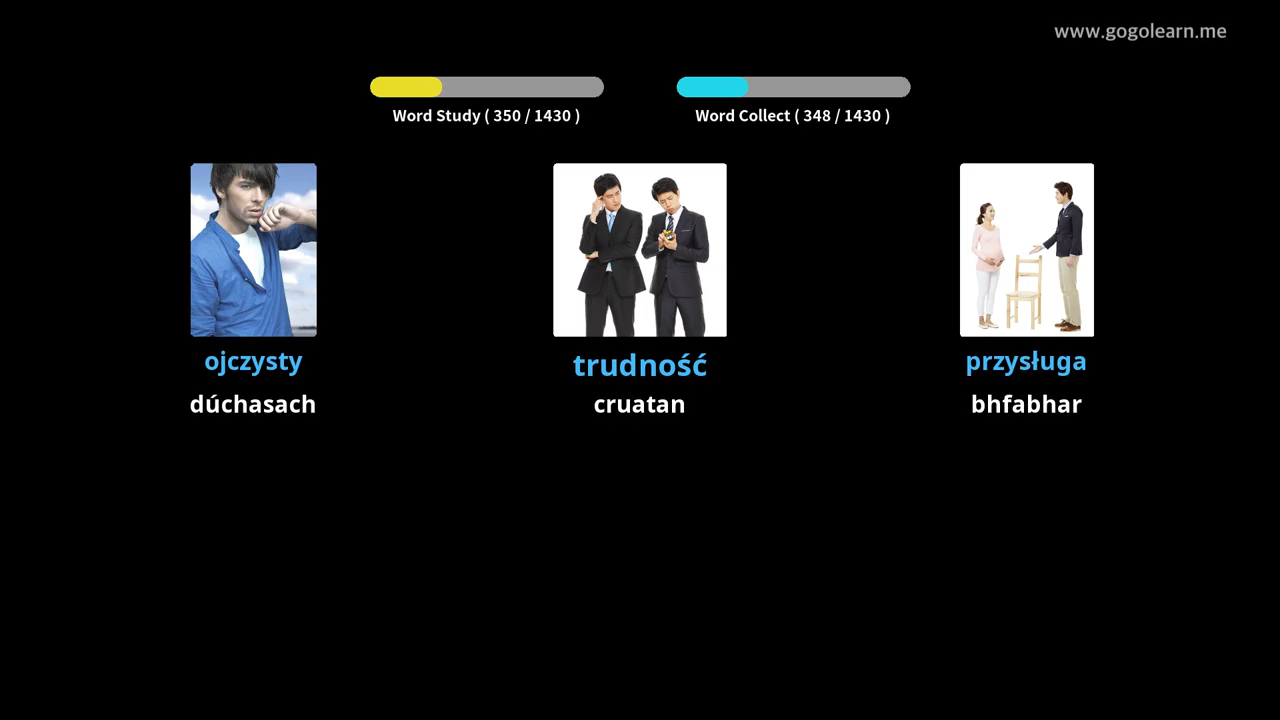 www.gogolearn.me
Word Study ( 350 / 1430 )
Word Collect ( 348 / 1430 )
ojczysty
trudność
przysługa
dúchasach
cruatan
bhfabhar